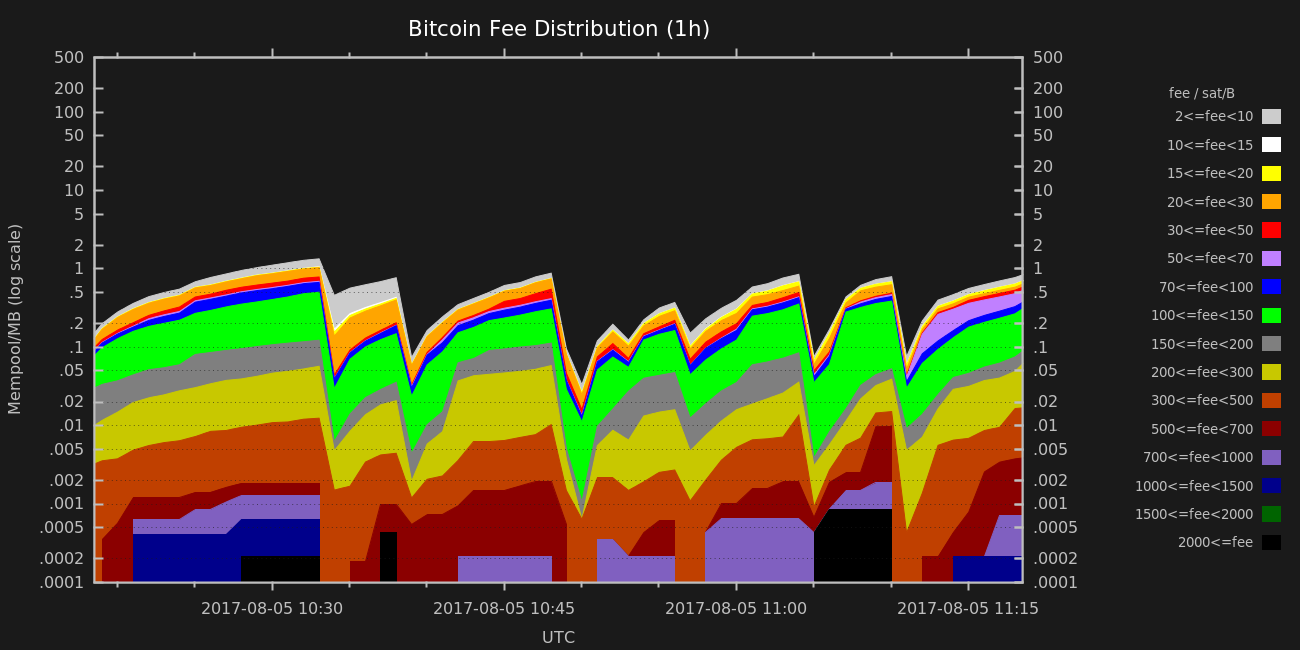 Bitcoin Fee Distribution (1h)
Mempool/MB (log scale)
500
200
100
50
20
10
5
2
1
.5
.2
.1
.05
.02
.01
.005
.002
.001
.0005
.0002
.0001
500
200
100
50
20
10
5
2
1
.5
.2
.1
.05
.02
.01
.005
.002
.001
.0005
.0002
.0001
2017-08-05 10:30
2017-08-05 10:45
2017-08-05 11:00
2017-08-05 11:15
UTC
fee / sat/B
2<=fee<10
10<=fee<15
15<=fee<20
20<=fee<30
30<=fee<50
50<=fee<70
70<=fee<100
100<=fee<150
150<=fee<200
200<=fee<300
300<=fee<500
500<=fee<700
700<=fee<1000
1000<=fee<1500
1500<=fee<2000
2000<=fee